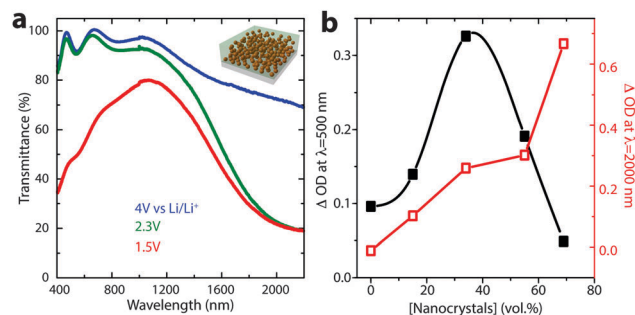 a
Transmittance (%)
100
80
60
40
20
0
4V vs Li/Li⁺
2.3V
1.5V
400
800
1200
1600
2000
Wavelength (nm)
b
Δ OD at λ=500 nm
0.3
0.2
0.1
0.0
0
20
40
60
80
[Nanocrystals] (vol.%)
0.6
0.4
0.2
0.0
Δ OD at λ=2000 nm